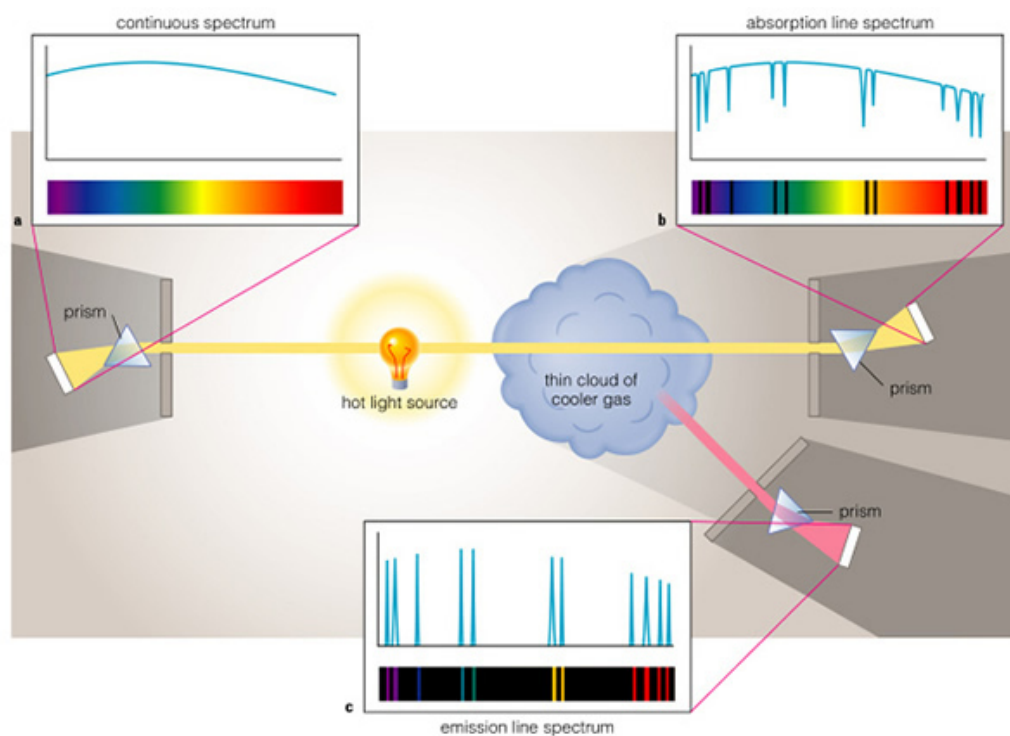 continuous spectrum
absorption line spectrum
a
b
prism
hot light source
thin cloud of
cooler gas
prism
prism
c
emission line spectrum